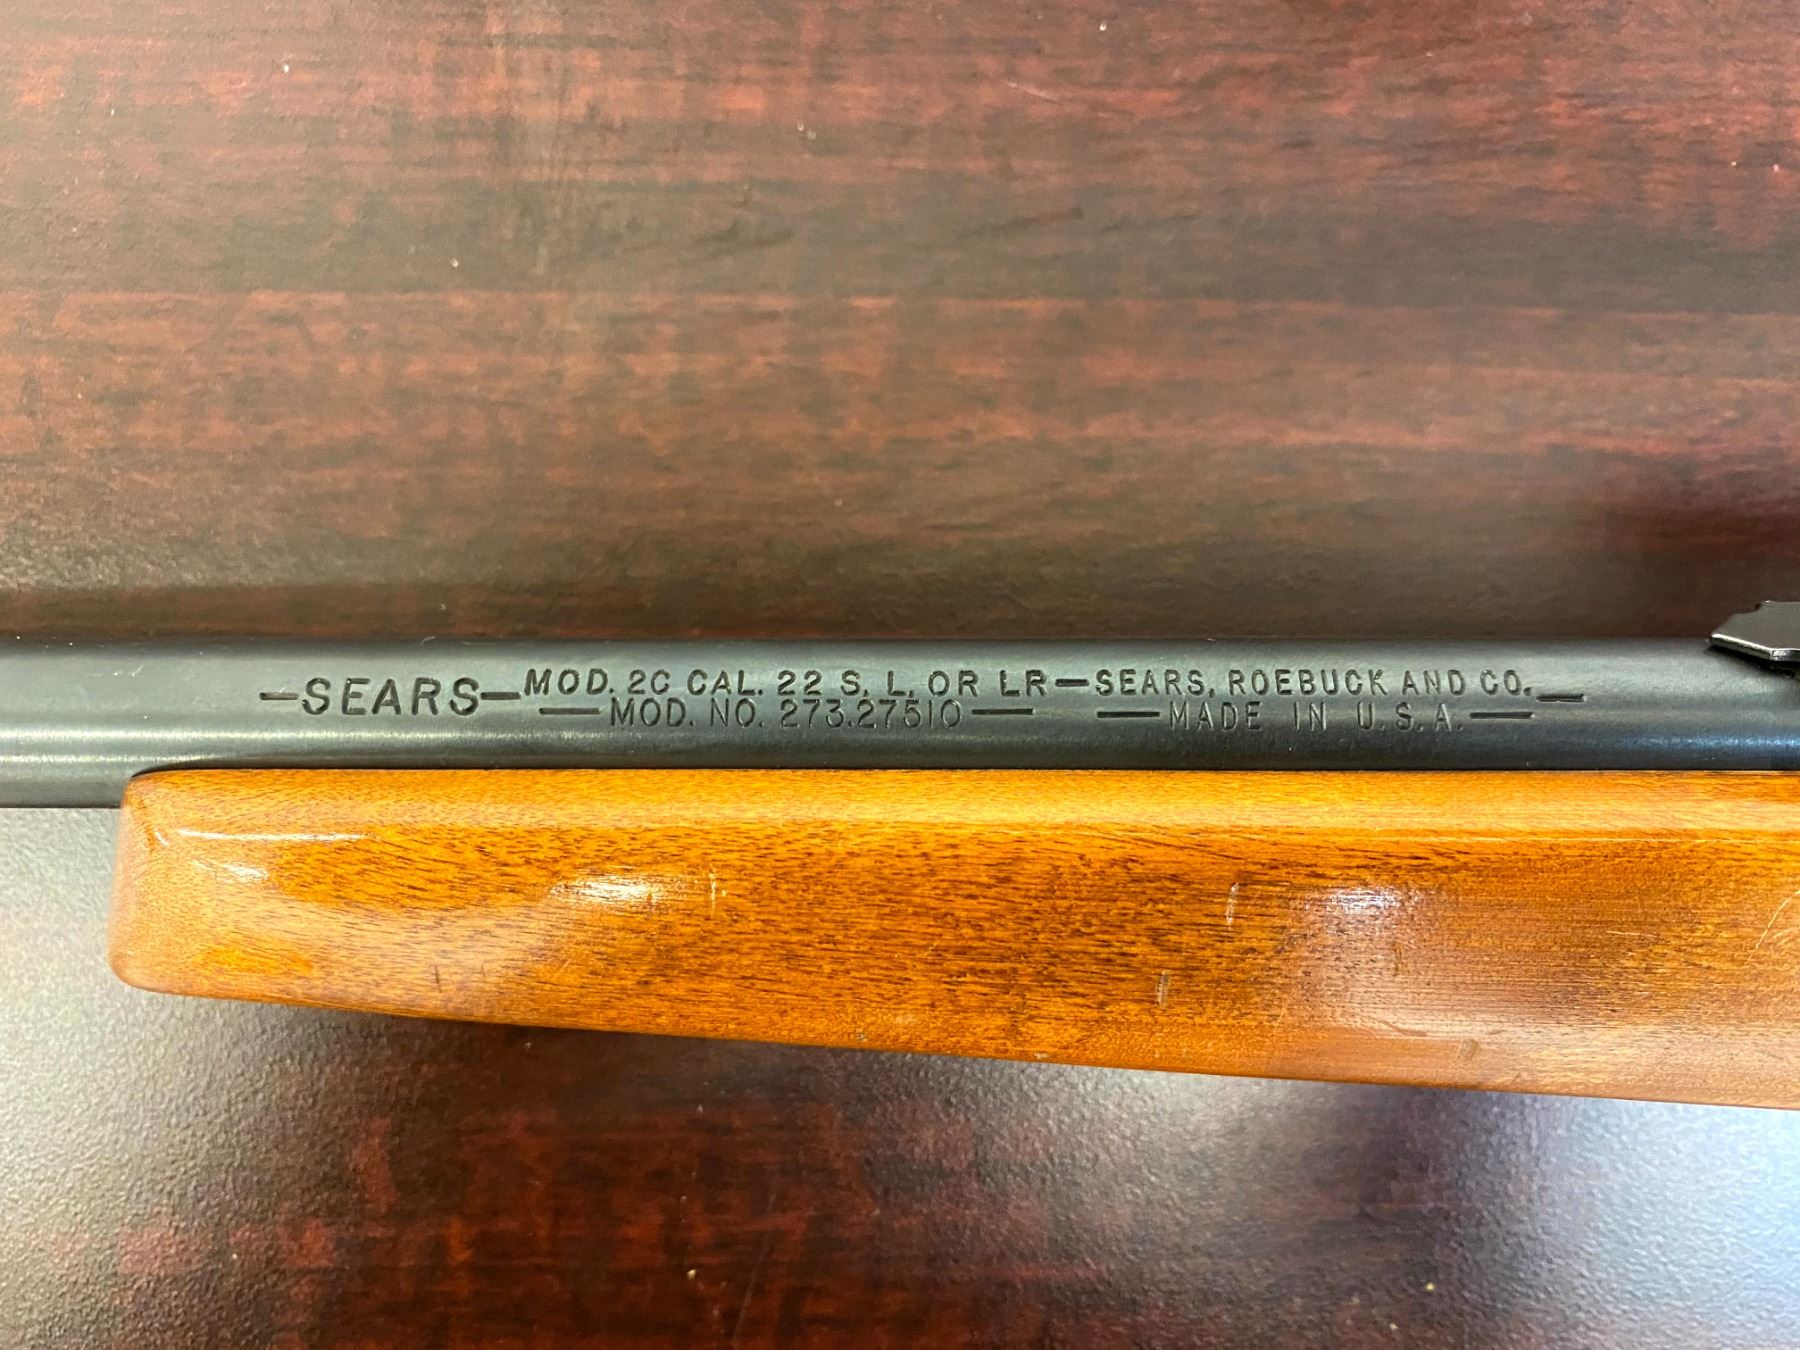 -SEARS- MOD. 2C CAL. 22 S, L, OR LR - SEARS, ROEBUCK AND CO.
MOD. NO. 273.27510 MADE IN U.S.A.